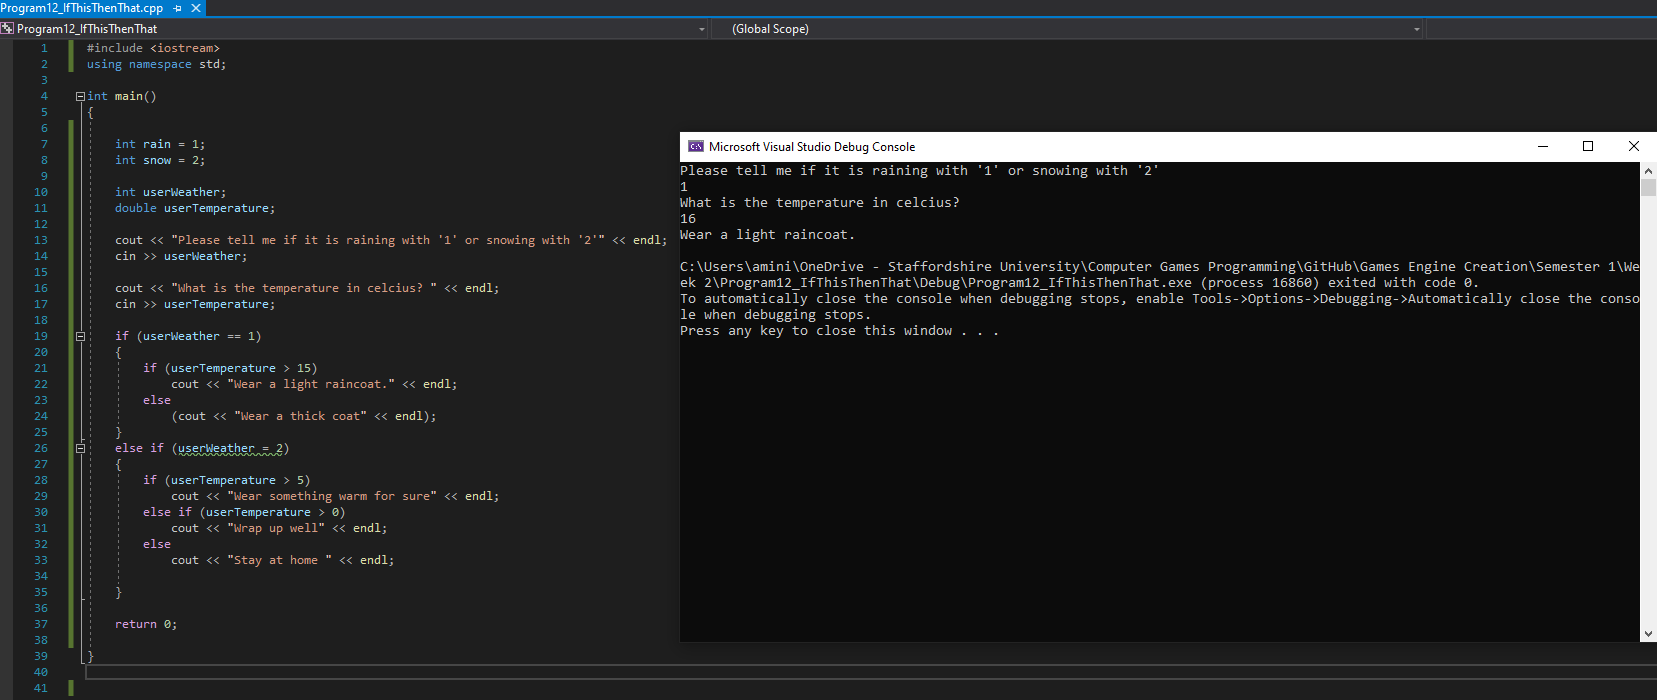 Program12_IfThisThenThat.cpp
Program12_IfThisThenThat
(Global Scope)
1 #include <iostream>
2 using namespace std;
3
4 int main()
5 {
6
7 int rain = 1;
8 int snow = 2;
9
10 int userWeather;
11 double userTemperature;
12
13 cout << "Please tell me if it is raining with '1' or snowing with '2'" << endl;
14 cin >> userWeather;
15
16 cout << "What is the temperature in celcius? " << endl;
17 cin >> userTemperature;
18
19 if (userWeather == 1)
20 {
21 if (userTemperature > 15)
22 cout << "Wear a light raincoat." << endl;
23 else
24 (cout << "Wear a thick coat" << endl);
25 }
26 else if (userWeather = 2)
27 {
28 if (userTemperature > 5)
29 cout << "Wear something warm for sure" << endl;
30 else if (userTemperature > 0)
31 cout << "Wrap up well" << endl;
32 else
33 cout << "Stay at home " << endl;
34
35 }
36
37 return 0;
38
39 }
40
41
Microsoft Visual Studio Debug Console
Please tell me if it is raining with '1' or snowing with '2'
1
What is the temperature in celcius?
16
Wear a light raincoat.
C:\Users\amini\OneDrive - Staffordshire University\Computer Games Programming\GitHub\Games Engine Creation\Semester 1\We
ek 2\Program12_IfThisThenThat\Debug\Program12_IfThisThenThat.exe (process 16860) exited with code 0.
To automatically close the console when debugging stops, enable Tools->Options->Debugging->Automatically close the conso
le when debugging stops.
Press any key to close this window . . .